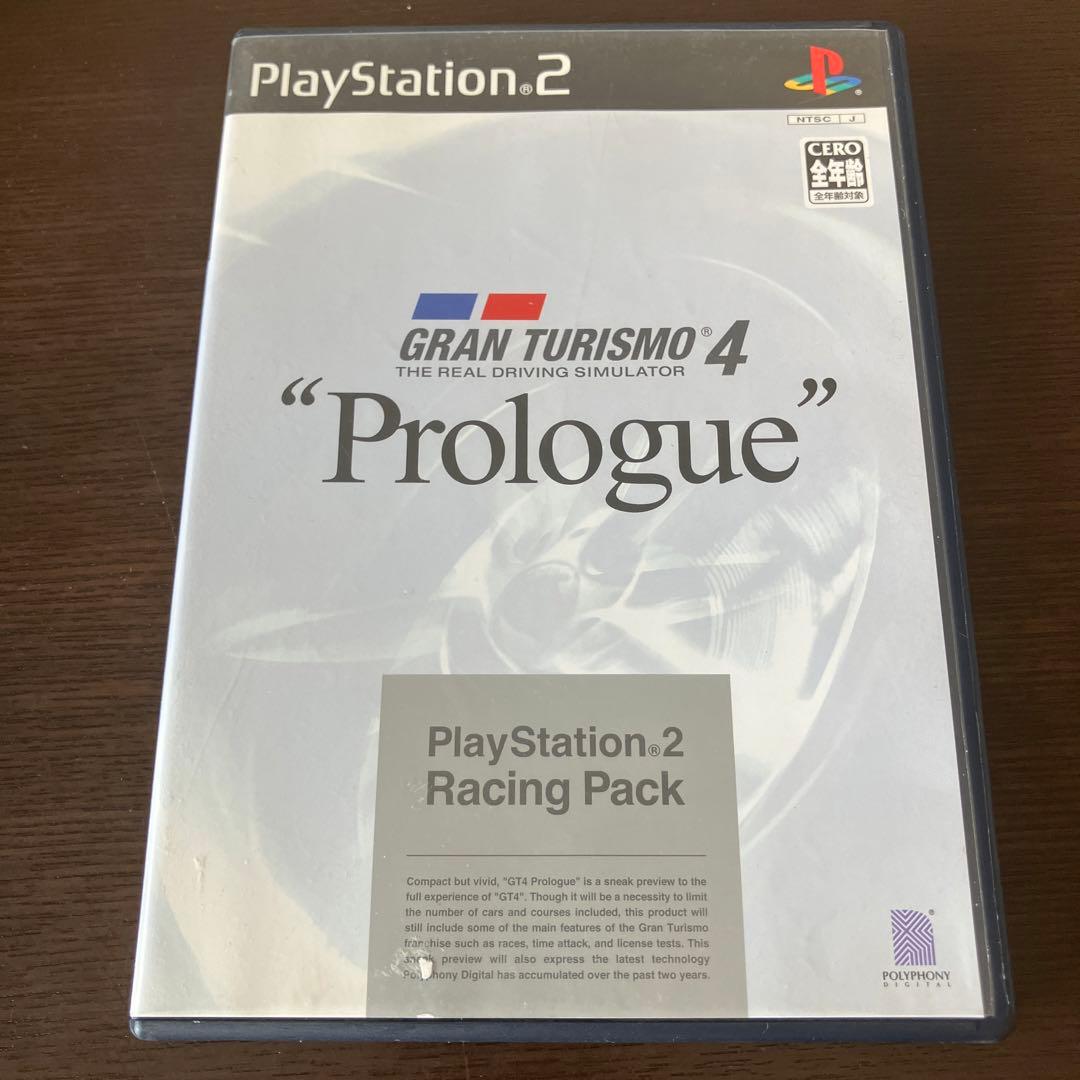 PlayStation®2
®
NTSC J
CERO
全年齢
全年齢対象
GRAN TURISMO®4
THE REAL DRIVING SIMULATOR
“Prologue”
PlayStation®2
Racing Pack
Compact but vivid, "GT4 Prologue" is a sneak preview to the
full experience of "GT4". Though it will be a necessity to limit
the number of cars and courses included, this product will
still include some of the main features of the Gran Turismo
franchise such as races, time attack, and license tests. This
sneak preview will also express the latest technology
Polyphony Digital has accumulated over the past two years.
®
POLYPHONY
DIGITAL